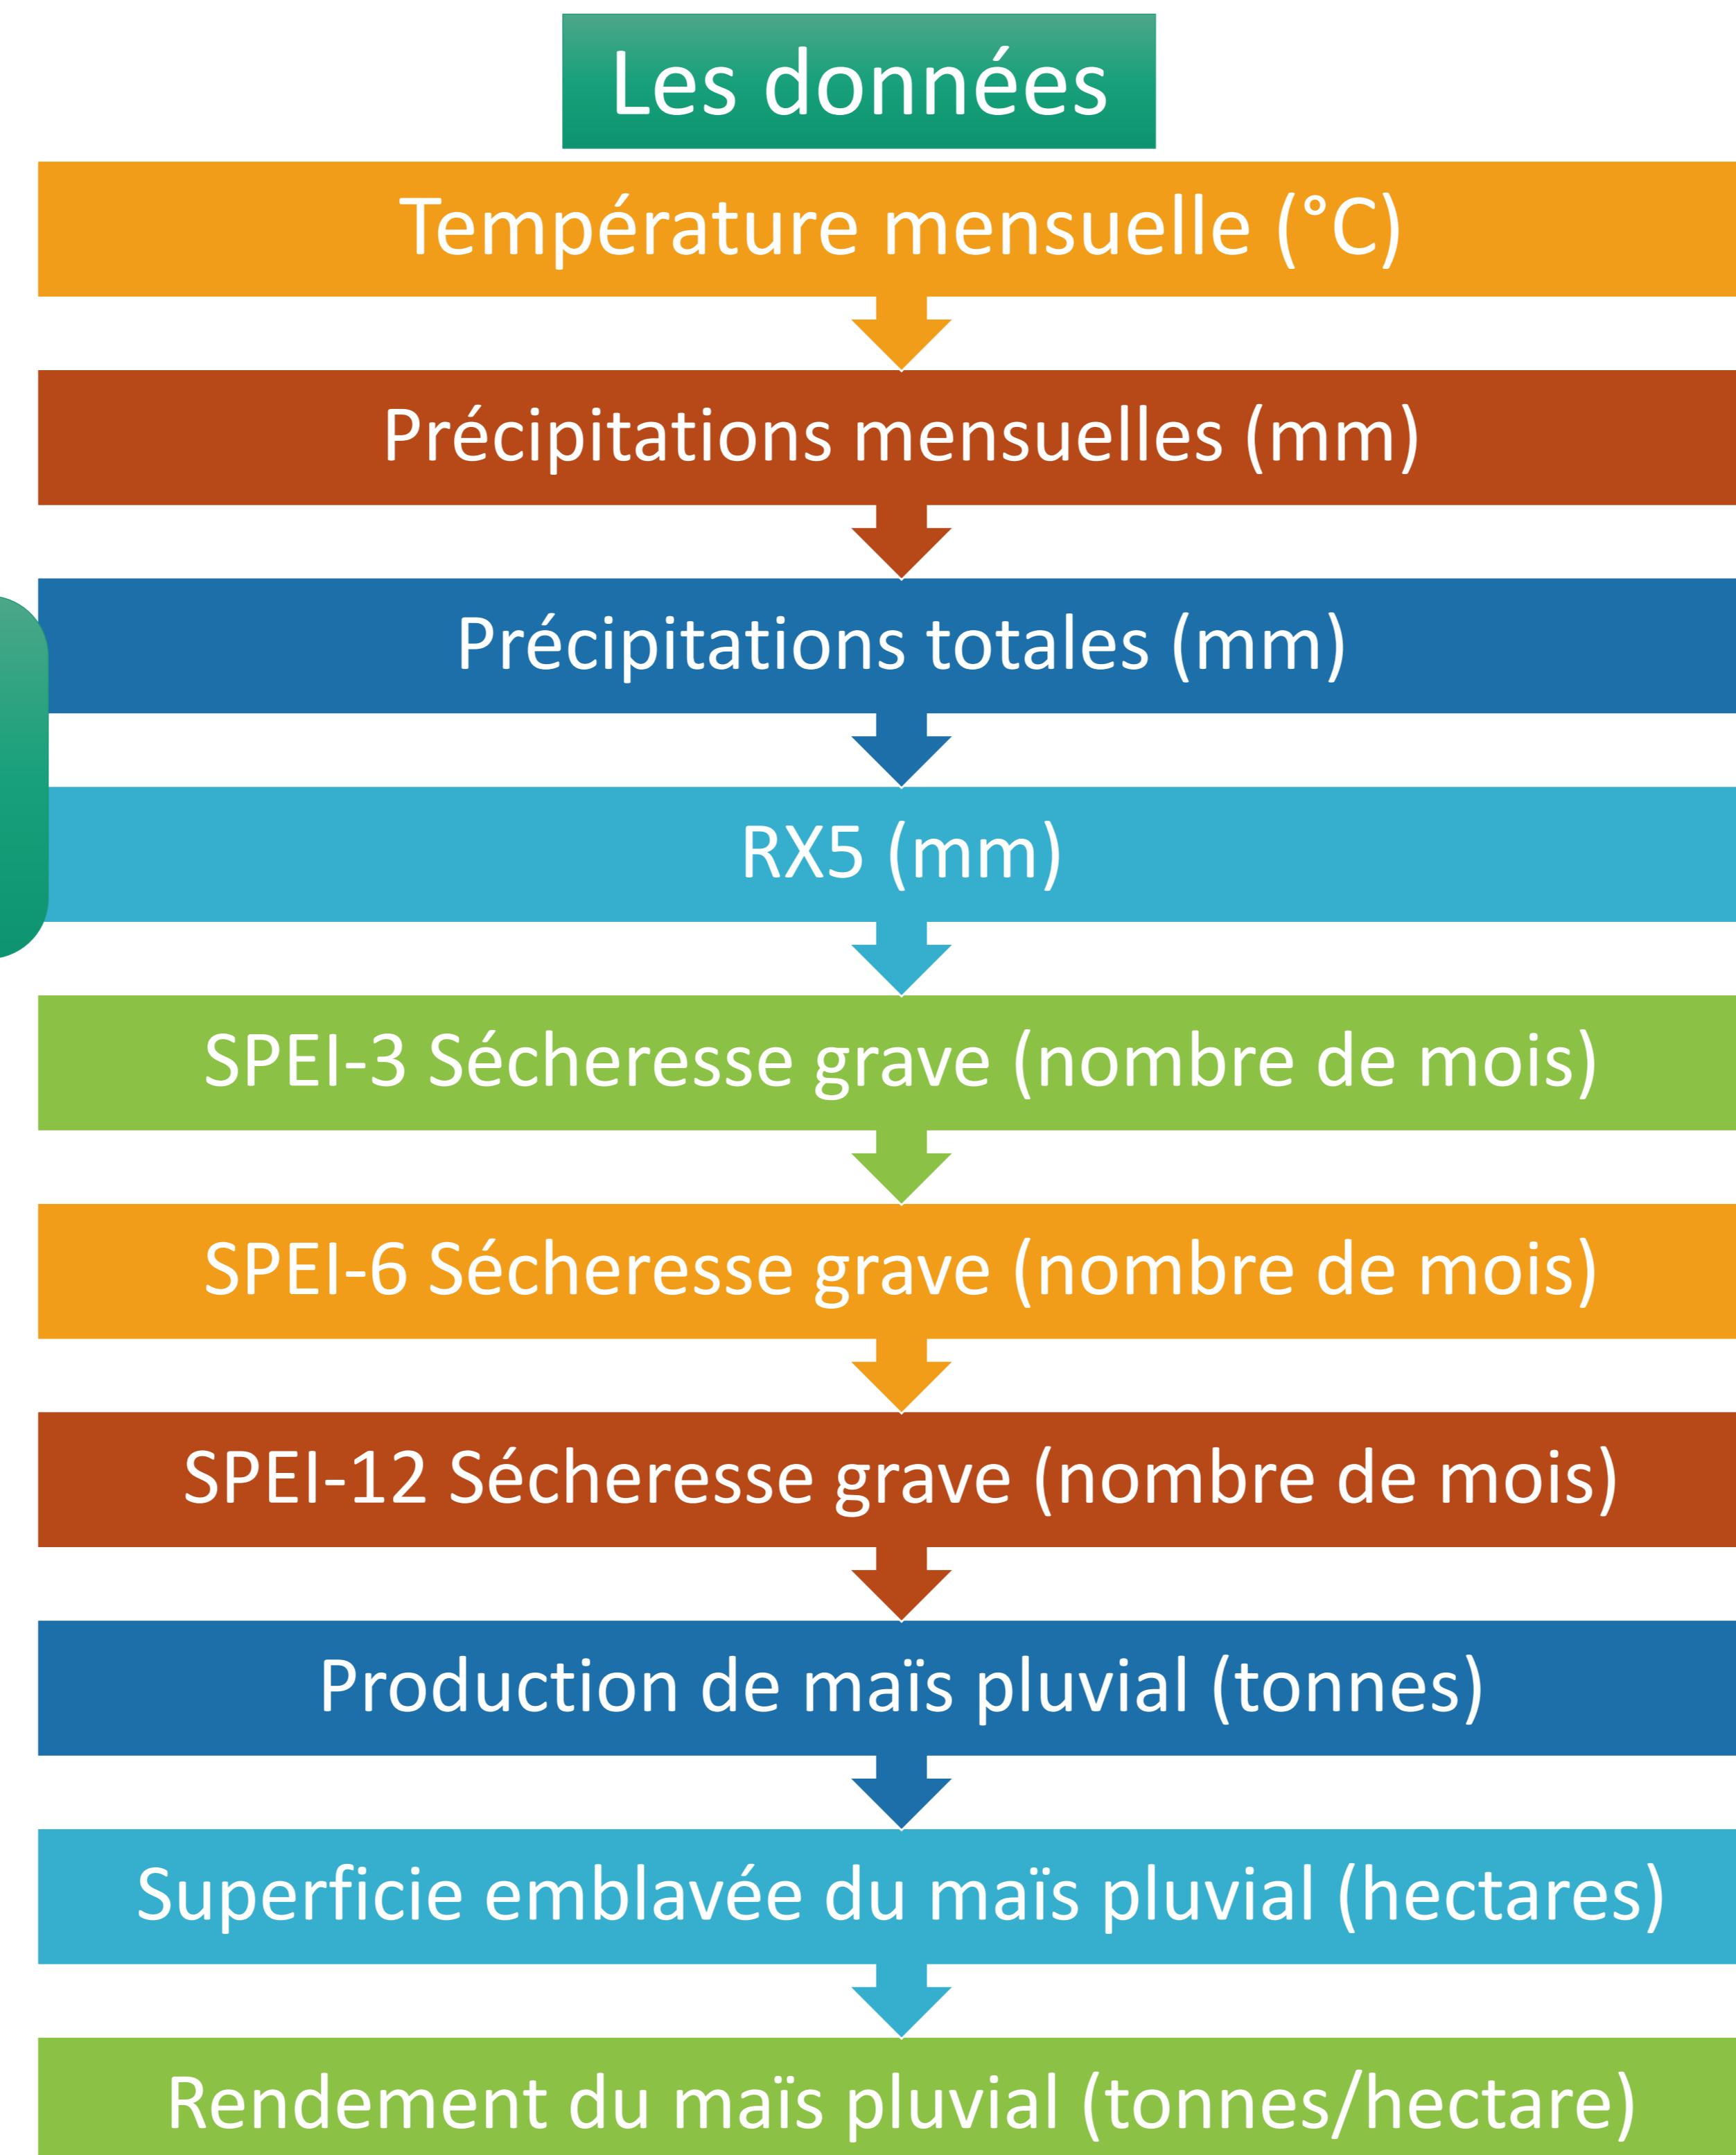 Les données
Température mensuelle (°C)
Précipitations mensuelles (mm)
Précipitations totales (mm)
RX5 (mm)
SPEI-3 Sécheresse grave (nombre de mois)
SPEI-6 Sécheresse grave (nombre de mois)
SPEI-12 Sécheresse grave (nombre de mois)
Production de maïs pluvial (tonnes)
Superficie emblavée du maïs pluvial (hectares)
Rendement du maïs pluvial (tonnes/hectare)